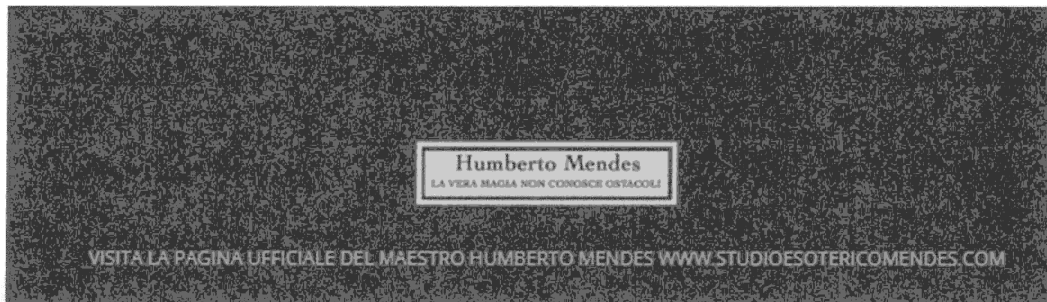 Humberto Mendes
LA VERA MAGIA NON CONOSCE OSTACOLI
VISITA LA PAGINA UFFICIALE DEL MAESTRO HUMBERTO MENDES WWW.STUDIOESOTERICOMENDES.COM